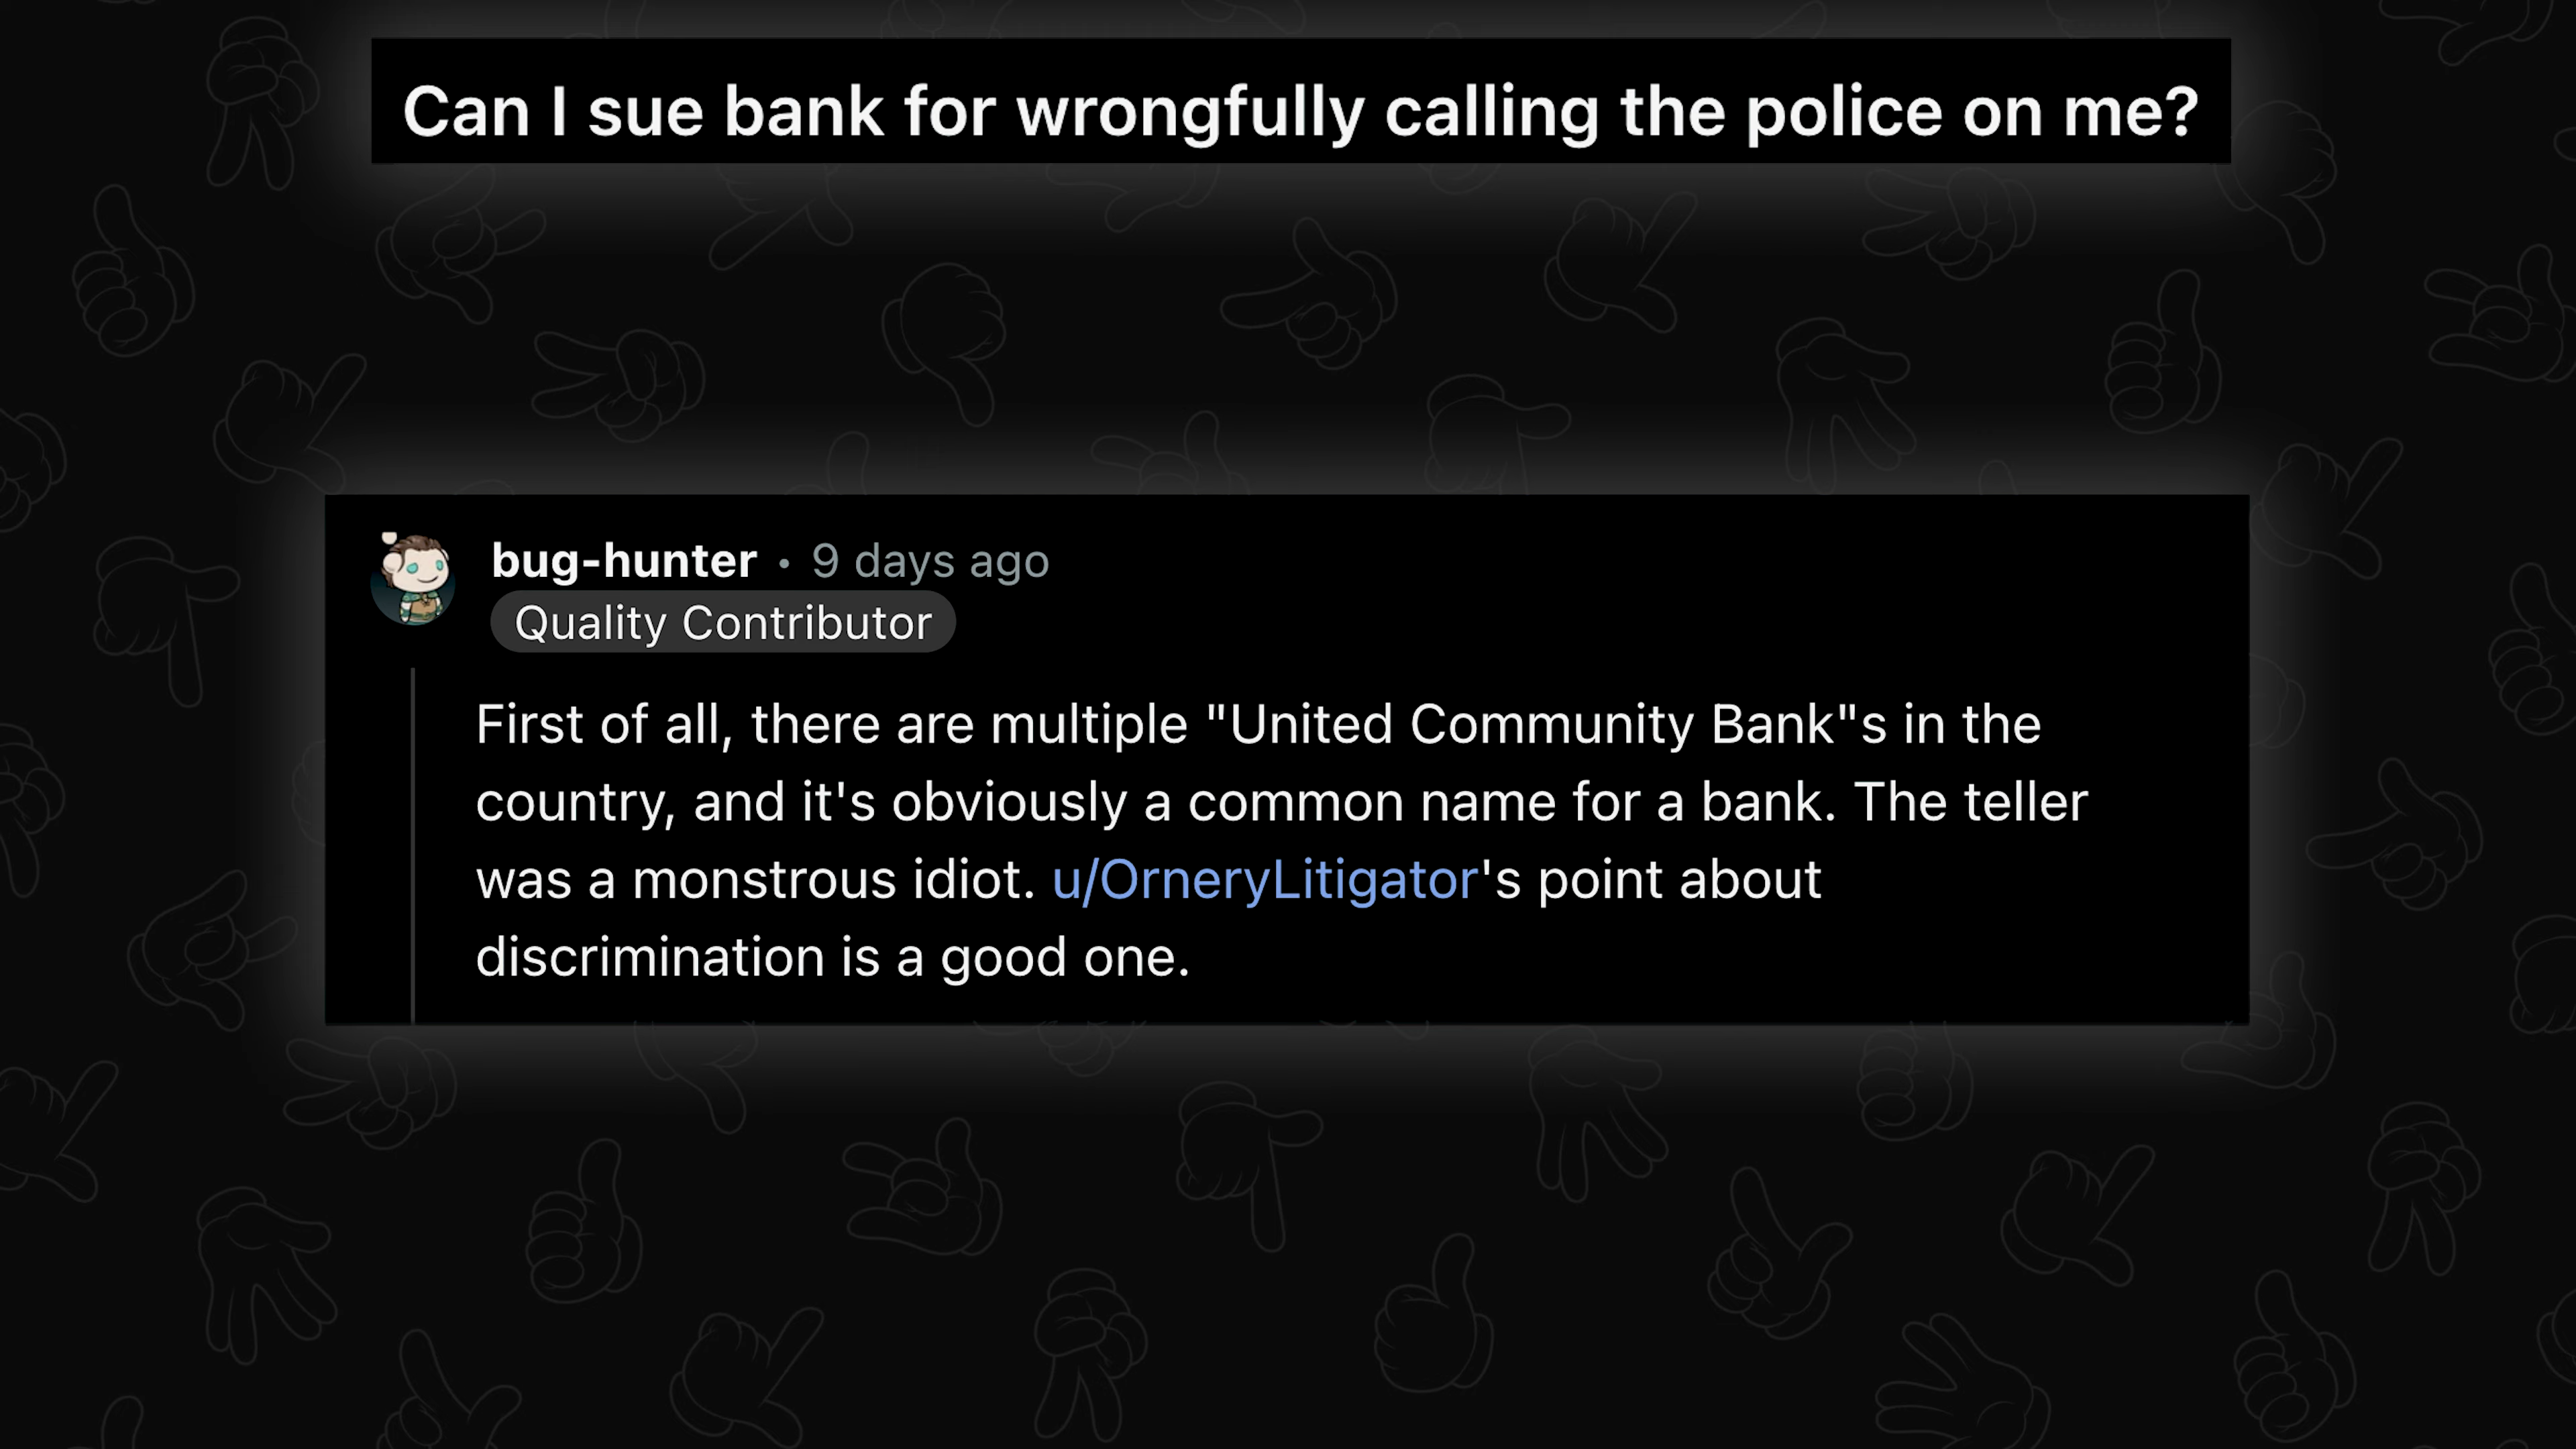 Can I sue bank for wrongfully calling the police on me?
bug-hunter • 9 days ago
Quality Contributor
First of all, there are multiple "United Community Bank"s in the
country, and it's obviously a common name for a bank. The teller
was a monstrous idiot. u/OrneryLitigator's point about
discrimination is a good one.